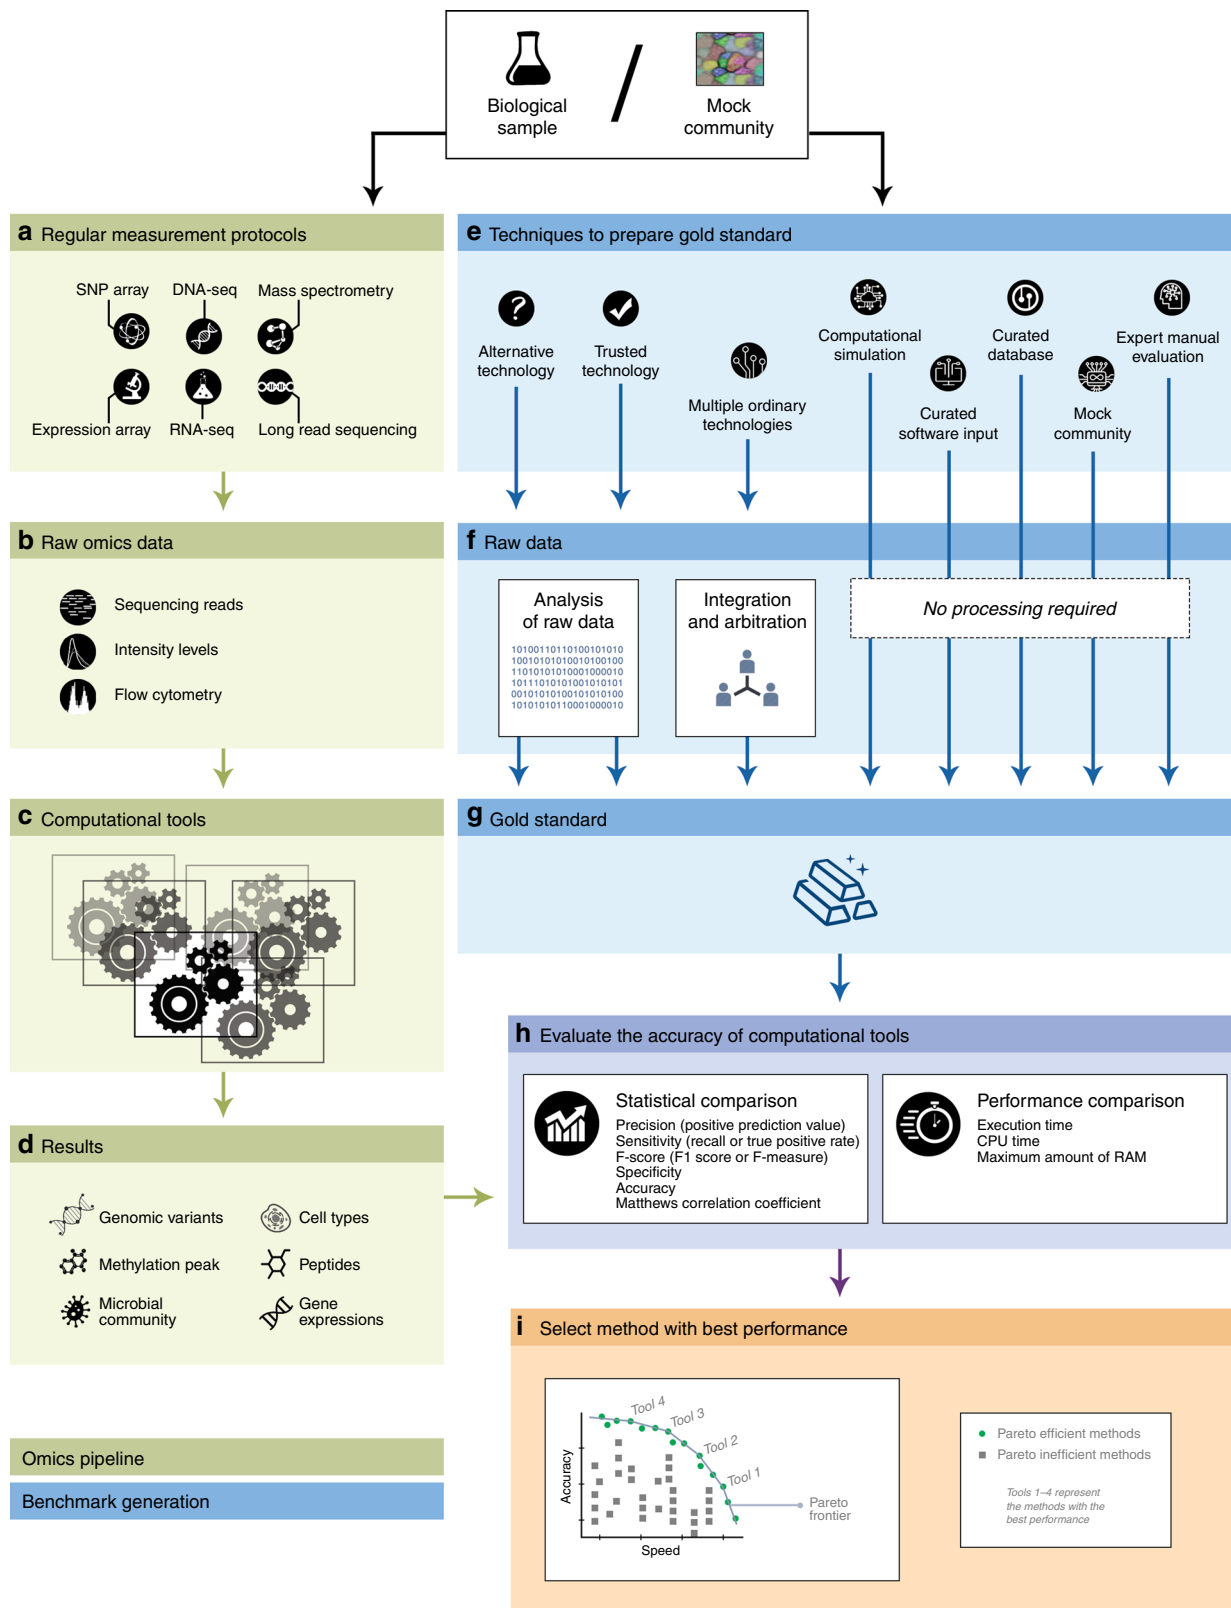 Biological
sample
/
Mock
community
a Regular measurement protocols
SNP array
DNA-seq
Mass spectrometry
Expression array
RNA-seq
Long read sequencing
b Raw omics data
Sequencing reads
Intensity levels
Flow cytometry
c Computational tools
d Results
Genomic variants
Cell types
Methylation peak
Peptides
Microbial
community
Gene
expressions
Omics pipeline
Benchmark generation
e Techniques to prepare gold standard
?
Alternative
technology
Trusted
technology
Multiple ordinary
technologies
Computational
simulation
Curated
software input
Curated
database
Mock
community
Expert manual
evaluation
f Raw data
Analysis
of raw data
10100110110100101010
10010101010010100100
11010101010001000010
10111010101001010101
00101010100101010100
10101010110001000010
Integration
and arbitration
No processing required
g Gold standard
h Evaluate the accuracy of computational tools
Statistical comparison
Precision (positive prediction value)
Sensitivity (recall or true positive rate)
F-score (F1 score or F-measure)
Specificity
Accuracy
Matthews correlation coefficient
Performance comparison
Execution time
CPU time
Maximum amount of RAM
i Select method with best performance
Accuracy
Tool 4
Tool 3
Tool 2
Tool 1
Pareto
frontier
Speed
Pareto efficient methods
Pareto inefficient methods
Tools 1–4 represent
the methods with the
best performance